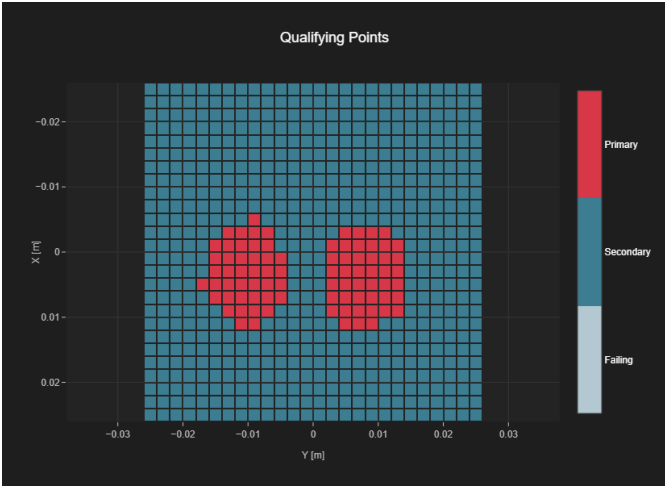 Qualifying Points
−0.02
−0.01
0
0.01
0.02
X [m]
−0.03
−0.02
−0.01
0
0.01
0.02
0.03
Y [m]
Primary
Secondary
Failing